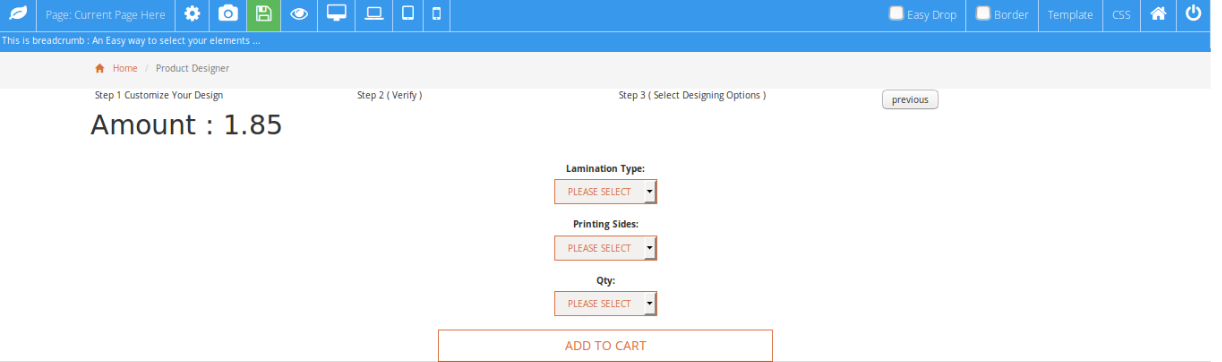 Page: Current Page Here Easy Drop Border Template CSS
This is breadcrumb : An Easy way to select your elements ...
Home / Product Designer
Step 1 Customize Your Design Step 2 ( Verify ) Step 3 ( Select Designing Options ) previous
Amount : 1.85
Lamination Type:
PLEASE SELECT
Printing Sides:
PLEASE SELECT
Qty:
PLEASE SELECT
ADD TO CART